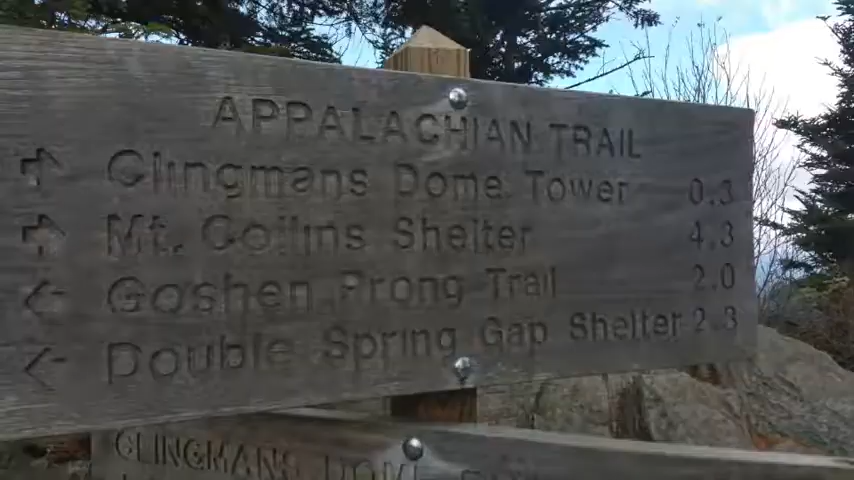 APPALACHIAN TRAIL
↑ Clingmans Dome Tower 0.3
↑ Mt. Collins Shelter 4.3
← Goshen Prong Trail 2.0
← Double Spring Gap Shelter 2.3
CLINGMANS DOME